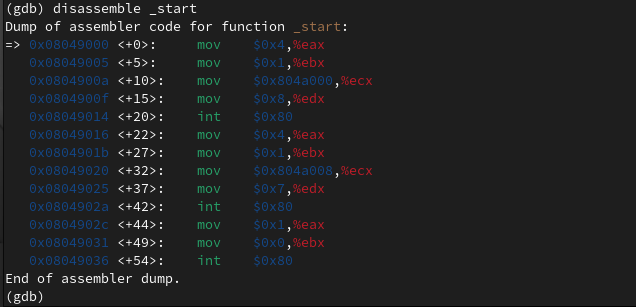 (gdb) disassemble _start
Dump of assembler code for function _start:
=> 0x08049000 <+0>:     mov    $0x4,%eax
   0x08049005 <+5>:     mov    $0x1,%ebx
   0x0804900a <+10>:    mov    $0x804a000,%ecx
   0x0804900f <+15>:    mov    $0x8,%edx
   0x08049014 <+20>:    int    $0x80
   0x08049016 <+22>:    mov    $0x4,%eax
   0x0804901b <+27>:    mov    $0x1,%ebx
   0x08049020 <+32>:    mov    $0x804a008,%ecx
   0x08049025 <+37>:    mov    $0x7,%edx
   0x0804902a <+42>:    int    $0x80
   0x0804902c <+44>:    mov    $0x1,%eax
   0x08049031 <+49>:    mov    $0x0,%ebx
   0x08049036 <+54>:    int    $0x80
End of assembler dump.
(gdb)